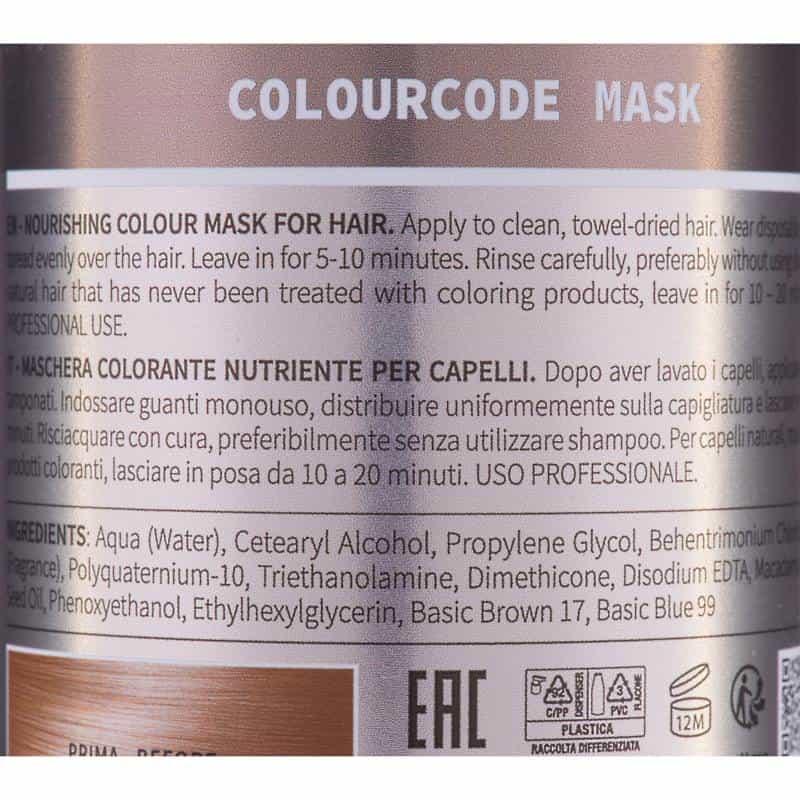 COLOURCODE MASK
EN - NOURISHING COLOUR MASK FOR HAIR. Apply to clean, towel-dried hair. Wear
evenly over the hair. Leave in for 5-10 minutes. Rinse carefully, preferably without using
natural hair that has never been treated with coloring products, leave in for 10 - 20
PROFESSIONAL USE.
IT - MASCHERA COLORANTE NUTRIENTE PER CAPELLI. Dopo aver lavato i capelli,
tamponati. Indossare guanti monouso, distribuire uniformemente sulla capigliatura e
minuti. Risciacquare con cura, preferibilmente senza utilizzare shampoo. Per capelli naturali,
prodotti coloranti, lasciare in posa da 10 a 20 minuti. USO PROFESSIONALE.
INGREDIENTS: Aqua (Water), Cetearyl Alcohol, Propylene Glycol, Behentrimonium
(Fragrance), Polyquaternium-10, Triethanolamine, Dimethicone, Disodium EDTA,
Seed Oil, Phenoxyethanol, Ethylhexylglycerin, Basic Brown 17, Basic Blue 99
PRIMA - BEFORE
EAC
92
C/PP
DISPENSER
3
PVC
FLACONE
PLASTICA
RACCOLTA DIFFERENZIATA
12M